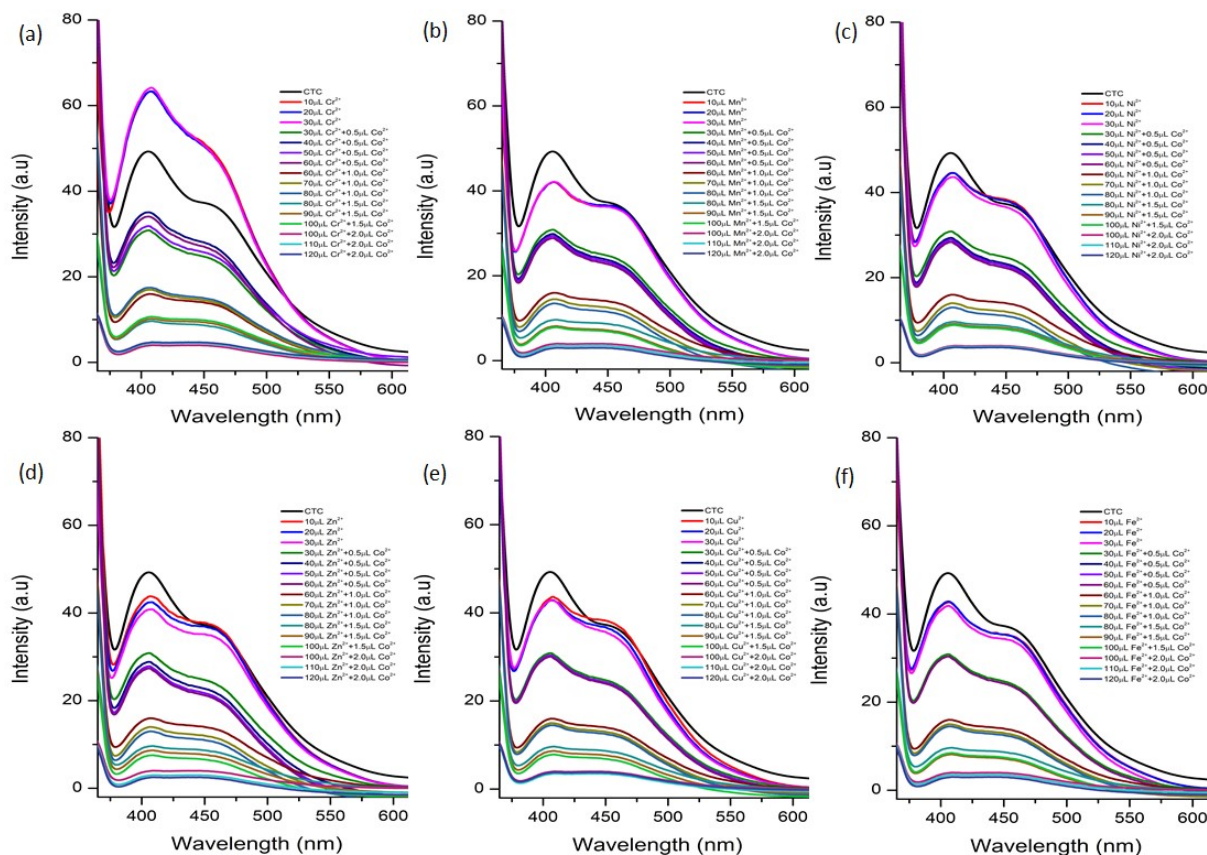 (a)
80
60
40
20
0
Intensity (a.u)
CTC
10µL Cr²⁺
20µL Cr²⁺
30µL Cr²⁺
30µL Cr²⁺+0.5µL Co²⁺
40µL Cr²⁺+0.5µL Co²⁺
50µL Cr²⁺+0.5µL Co²⁺
60µL Cr²⁺+0.5µL Co²⁺
60µL Cr²⁺+1.0µL Co²⁺
70µL Cr²⁺+1.0µL Co²⁺
80µL Cr²⁺+1.0µL Co²⁺
80µL Cr²⁺+1.5µL Co²⁺
90µL Cr²⁺+1.5µL Co²⁺
100µL Cr²⁺+1.5µL Co²⁺
100µL Cr²⁺+2.0µL Co²⁺
110µL Cr²⁺+2.0µL Co²⁺
120µL Cr²⁺+2.0µL Co²⁺
400 450 500 550 600
Wavelength (nm)
(b)
80
60
40
20
0
Intensity (a.u)
CTC
10µL Mn²⁺
20µL Mn²⁺
30µL Mn²⁺
30µL Mn²⁺+0.5µL Co²⁺
40µL Mn²⁺+0.5µL Co²⁺
50µL Mn²⁺+0.5µL Co²⁺
60µL Mn²⁺+0.5µL Co²⁺
60µL Mn²⁺+1.0µL Co²⁺
70µL Mn²⁺+1.0µL Co²⁺
80µL Mn²⁺+1.0µL Co²⁺
80µL Mn²⁺+1.5µL Co²⁺
90µL Mn²⁺+1.5µL Co²⁺
100µL Mn²⁺+1.5µL Co²⁺
100µL Mn²⁺+2.0µL Co²⁺
110µL Mn²⁺+2.0µL Co²⁺
120µL Mn²⁺+2.0µL Co²⁺
400 450 500 550 600
Wavelength (nm)
(c)
80
60
40
20
0
Intensity (a.u)
CTC
10µL Ni²⁺
20µL Ni²⁺
30µL Ni²⁺
30µL Ni²⁺+0.5µL Co²⁺
40µL Ni²⁺+0.5µL Co²⁺
50µL Ni²⁺+0.5µL Co²⁺
60µL Ni²⁺+0.5µL Co²⁺
60µL Ni²⁺+1.0µL Co²⁺
70µL Ni²⁺+1.0µL Co²⁺
80µL Ni²⁺+1.0µL Co²⁺
80µL Ni²⁺+1.5µL Co²⁺
90µL Ni²⁺+1.5µL Co²⁺
100µL Ni²⁺+1.5µL Co²⁺
100µL Ni²⁺+2.0µL Co²⁺
110µL Ni²⁺+2.0µL Co²⁺
120µL Ni²⁺+2.0µL Co²⁺
400 450 500 550 600
Wavelength (nm)
(d)
80
60
40
20
0
Intensity (a.u)
CTC
10µL Zn²⁺
20µL Zn²⁺
30µL Zn²⁺
30µL Zn²⁺+0.5µL Co²⁺
40µL Zn²⁺+0.5µL Co²⁺
50µL Zn²⁺+0.5µL Co²⁺
60µL Zn²⁺+0.5µL Co²⁺
60µL Zn²⁺+1.0µL Co²⁺
70µL Zn²⁺+1.0µL Co²⁺
80µL Zn²⁺+1.0µL Co²⁺
80µL Zn²⁺+1.5µL Co²⁺
90µL Zn²⁺+1.5µL Co²⁺
100µL Zn²⁺+1.5µL Co²⁺
100µL Zn²⁺+2.0µL Co²⁺
110µL Zn²⁺+2.0µL Co²⁺
120µL Zn²⁺+2.0µL Co²⁺
400 450 500 550 600
Wavelength (nm)
(e)
80
60
40
20
0
Intensity (a.u)
CTC
10µL Cu²⁺
20µL Cu²⁺
30µL Cu²⁺
30µL Cu²⁺+0.5µL Co²⁺
40µL Cu²⁺+0.5µL Co²⁺
50µL Cu²⁺+0.5µL Co²⁺
60µL Cu²⁺+0.5µL Co²⁺
60µL Cu²⁺+1.0µL Co²⁺
70µL Cu²⁺+1.0µL Co²⁺
80µL Cu²⁺+1.0µL Co²⁺
80µL Cu²⁺+1.5µL Co²⁺
90µL Cu²⁺+1.5µL Co²⁺
100µL Cu²⁺+1.5µL Co²⁺
100µL Cu²⁺+2.0µL Co²⁺
110µL Cu²⁺+2.0µL Co²⁺
120µL Cu²⁺+2.0µL Co²⁺
400 450 500 550 600
Wavelength (nm)
(f)
80
60
40
20
0
Intensity (a.u)
CTC
10µL Fe²⁺
20µL Fe²⁺
30µL Fe²⁺
30µL Fe²⁺+0.5µL Co²⁺
40µL Fe²⁺+0.5µL Co²⁺
50µL Fe²⁺+0.5µL Co²⁺
60µL Fe²⁺+0.5µL Co²⁺
60µL Fe²⁺+1.0µL Co²⁺
70µL Fe²⁺+1.0µL Co²⁺
80µL Fe²⁺+1.0µL Co²⁺
80µL Fe²⁺+1.5µL Co²⁺
90µL Fe²⁺+1.5µL Co²⁺
100µL Fe²⁺+1.5µL Co²⁺
100µL Fe²⁺+2.0µL Co²⁺
110µL Fe²⁺+2.0µL Co²⁺
120µL Fe²⁺+2.0µL Co²⁺
400 450 500 550 600
Wavelength (nm)